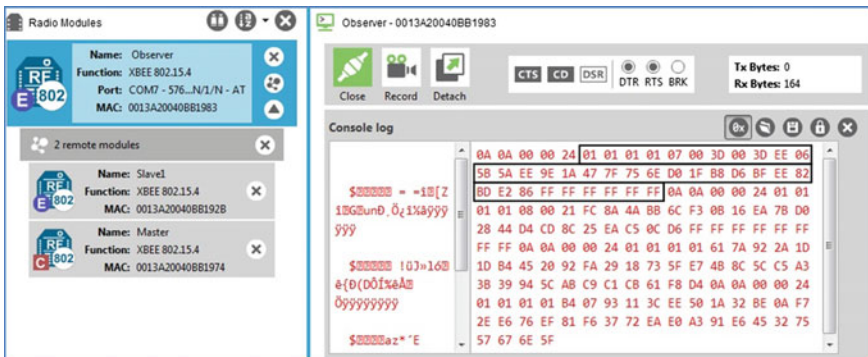 Radio Modules
Name: Observer
Function: XBEE 802.15.4
Port: COM7 - 576...N/1/N - AT
MAC: 0013A20040BB1983
RF
E 802
2 remote modules
Name: Slave1
Function: XBEE 802.15.4
MAC: 0013A20040BB192B
RF
E 802
Name: Master
Function: XBEE 802.15.4
MAC: 0013A20040BB1974
RF
C 802
Observer - 0013A20040BB1983
Close
Record
Detach
CTS CD DSR
DTR RTS BRK
Tx Bytes: 0
Rx Bytes: 164
Console log
0A 0A 00 00 24 01 01 01 01 07 00 3D 00 3D EE 06
5B 5A EE 9E 1A 47 7F 75 6E D0 1F B8 D6 BF EE 82
BD E2 86 FF FF FF FF FF FF 0A 0A 00 00 24 01 01
01 01 08 00 21 FC 8A 4A BB 6C F3 0B 16 EA 7B D0
28 44 D4 CD 8C 25 EA C5 0C D6 FF FF FF FF FF FF
FF FF 0A 0A 00 00 24 01 01 01 01 61 7A 92 2A 1D
1D B4 45 20 92 FA 29 18 73 5F E7 4B 8C 5C C5 A3
3B 39 94 5C AB C9 C1 CB 61 F8 D4 0A 0A 00 00 24
01 01 01 01 B4 07 93 11 3C EE 50 1A 32 BE 0A F7
2E E6 76 EF 81 F6 37 72 EA E0 A3 91 E6 45 32 75
57 67 6E 5F